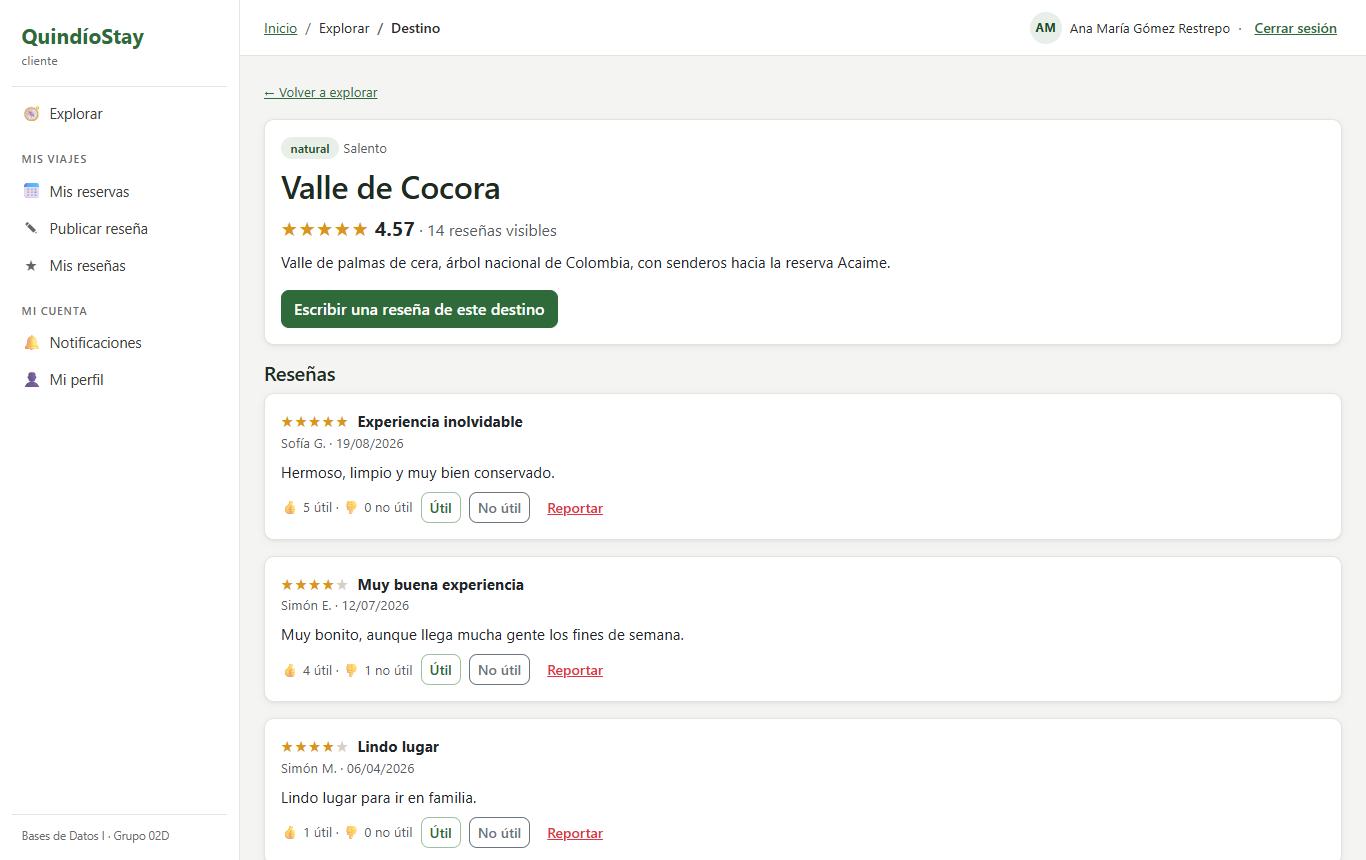 QuindíoStay
cliente
Explorar
MIS VIAJES
Mis reservas
Publicar reseña
Mis reseñas
MI CUENTA
Notificaciones
Mi perfil
Bases de Datos I · Grupo 02D
Inicio / Explorar / Destino
AM Ana María Gómez Restrepo · Cerrar sesión
← Volver a explorar
natural Salento
Valle de Cocora
★★★★★ 4.57 · 14 reseñas visibles
Valle de palmas de cera, árbol nacional de Colombia, con senderos hacia la reserva Acaime.
Escribir una reseña de este destino
Reseñas
★★★★★ Experiencia inolvidable
Sofía G. · 19/08/2026
Hermoso, limpio y muy bien conservado.
👍 5 útil · 👎 0 no útil Útil No útil Reportar
★★★★★ Muy buena experiencia
Simón E. · 12/07/2026
Muy bonito, aunque llega mucha gente los fines de semana.
👍 4 útil · 👎 1 no útil Útil No útil Reportar
★★★★★ Lindo lugar
Simón M. · 06/04/2026
Lindo lugar para ir en familia.
👍 1 útil · 👎 0 no útil Útil No útil Reportar